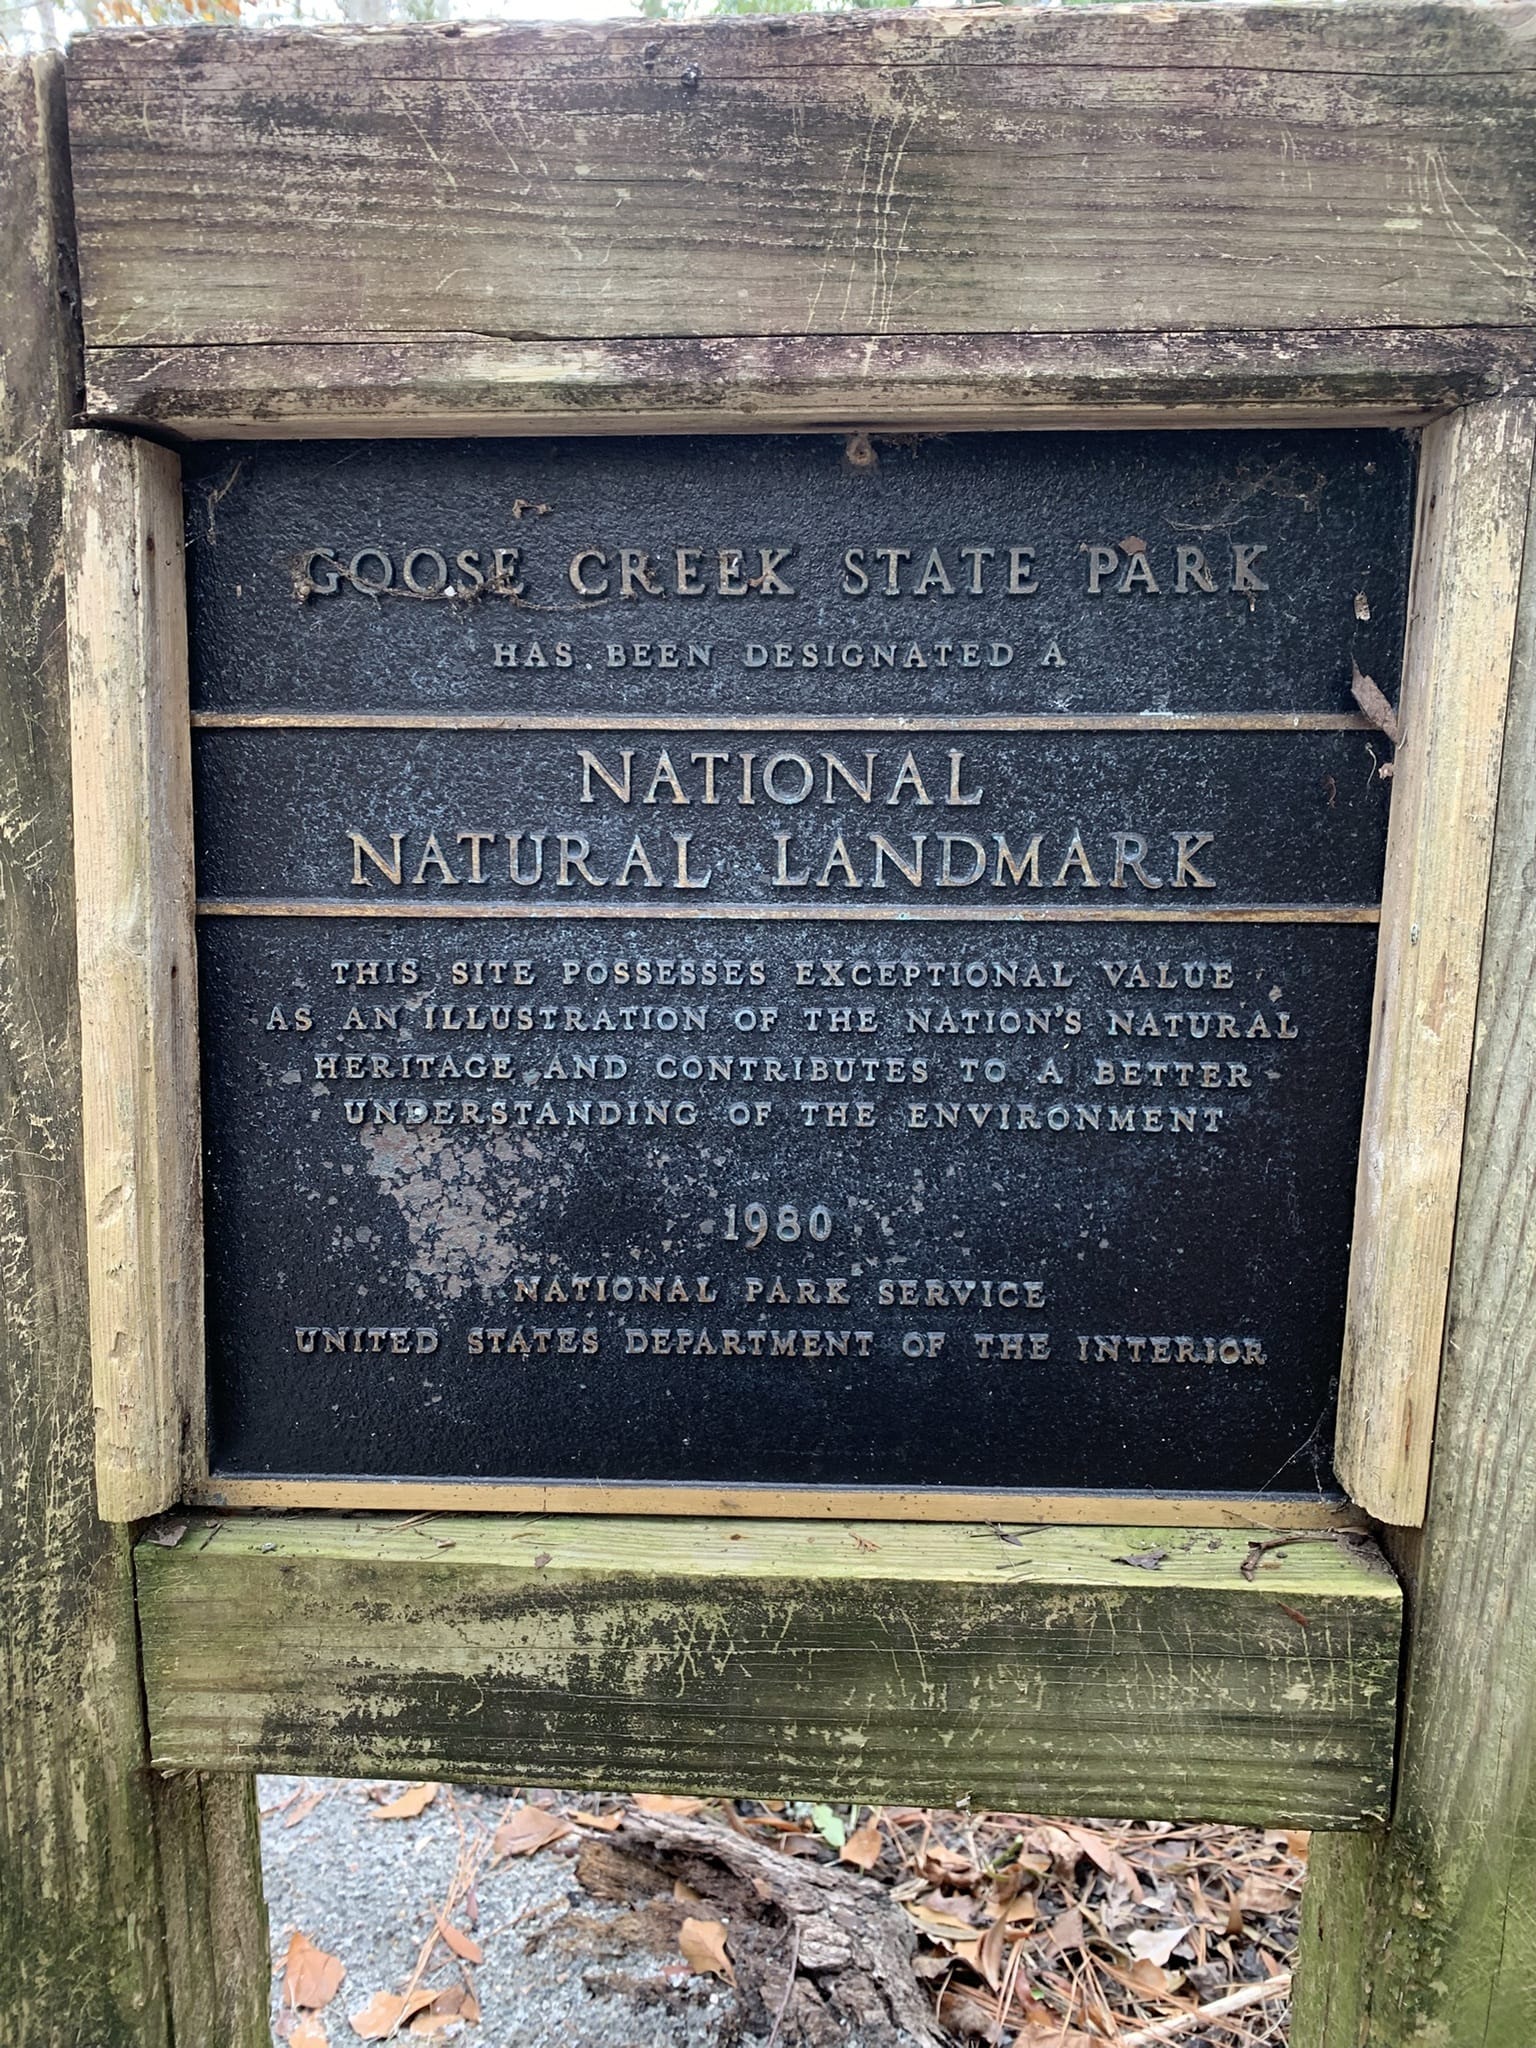 GOOSE CREEK STATE PARK
HAS BEEN DESIGNATED A
NATIONAL
NATURAL LANDMARK
THIS SITE POSSESSES EXCEPTIONAL VALUE
AS AN ILLUSTRATION OF THE NATION'S NATURAL
HERITAGE AND CONTRIBUTES TO A BETTER
UNDERSTANDING OF THE ENVIRONMENT
1980
NATIONAL PARK SERVICE
UNITED STATES DEPARTMENT OF THE INTERIOR